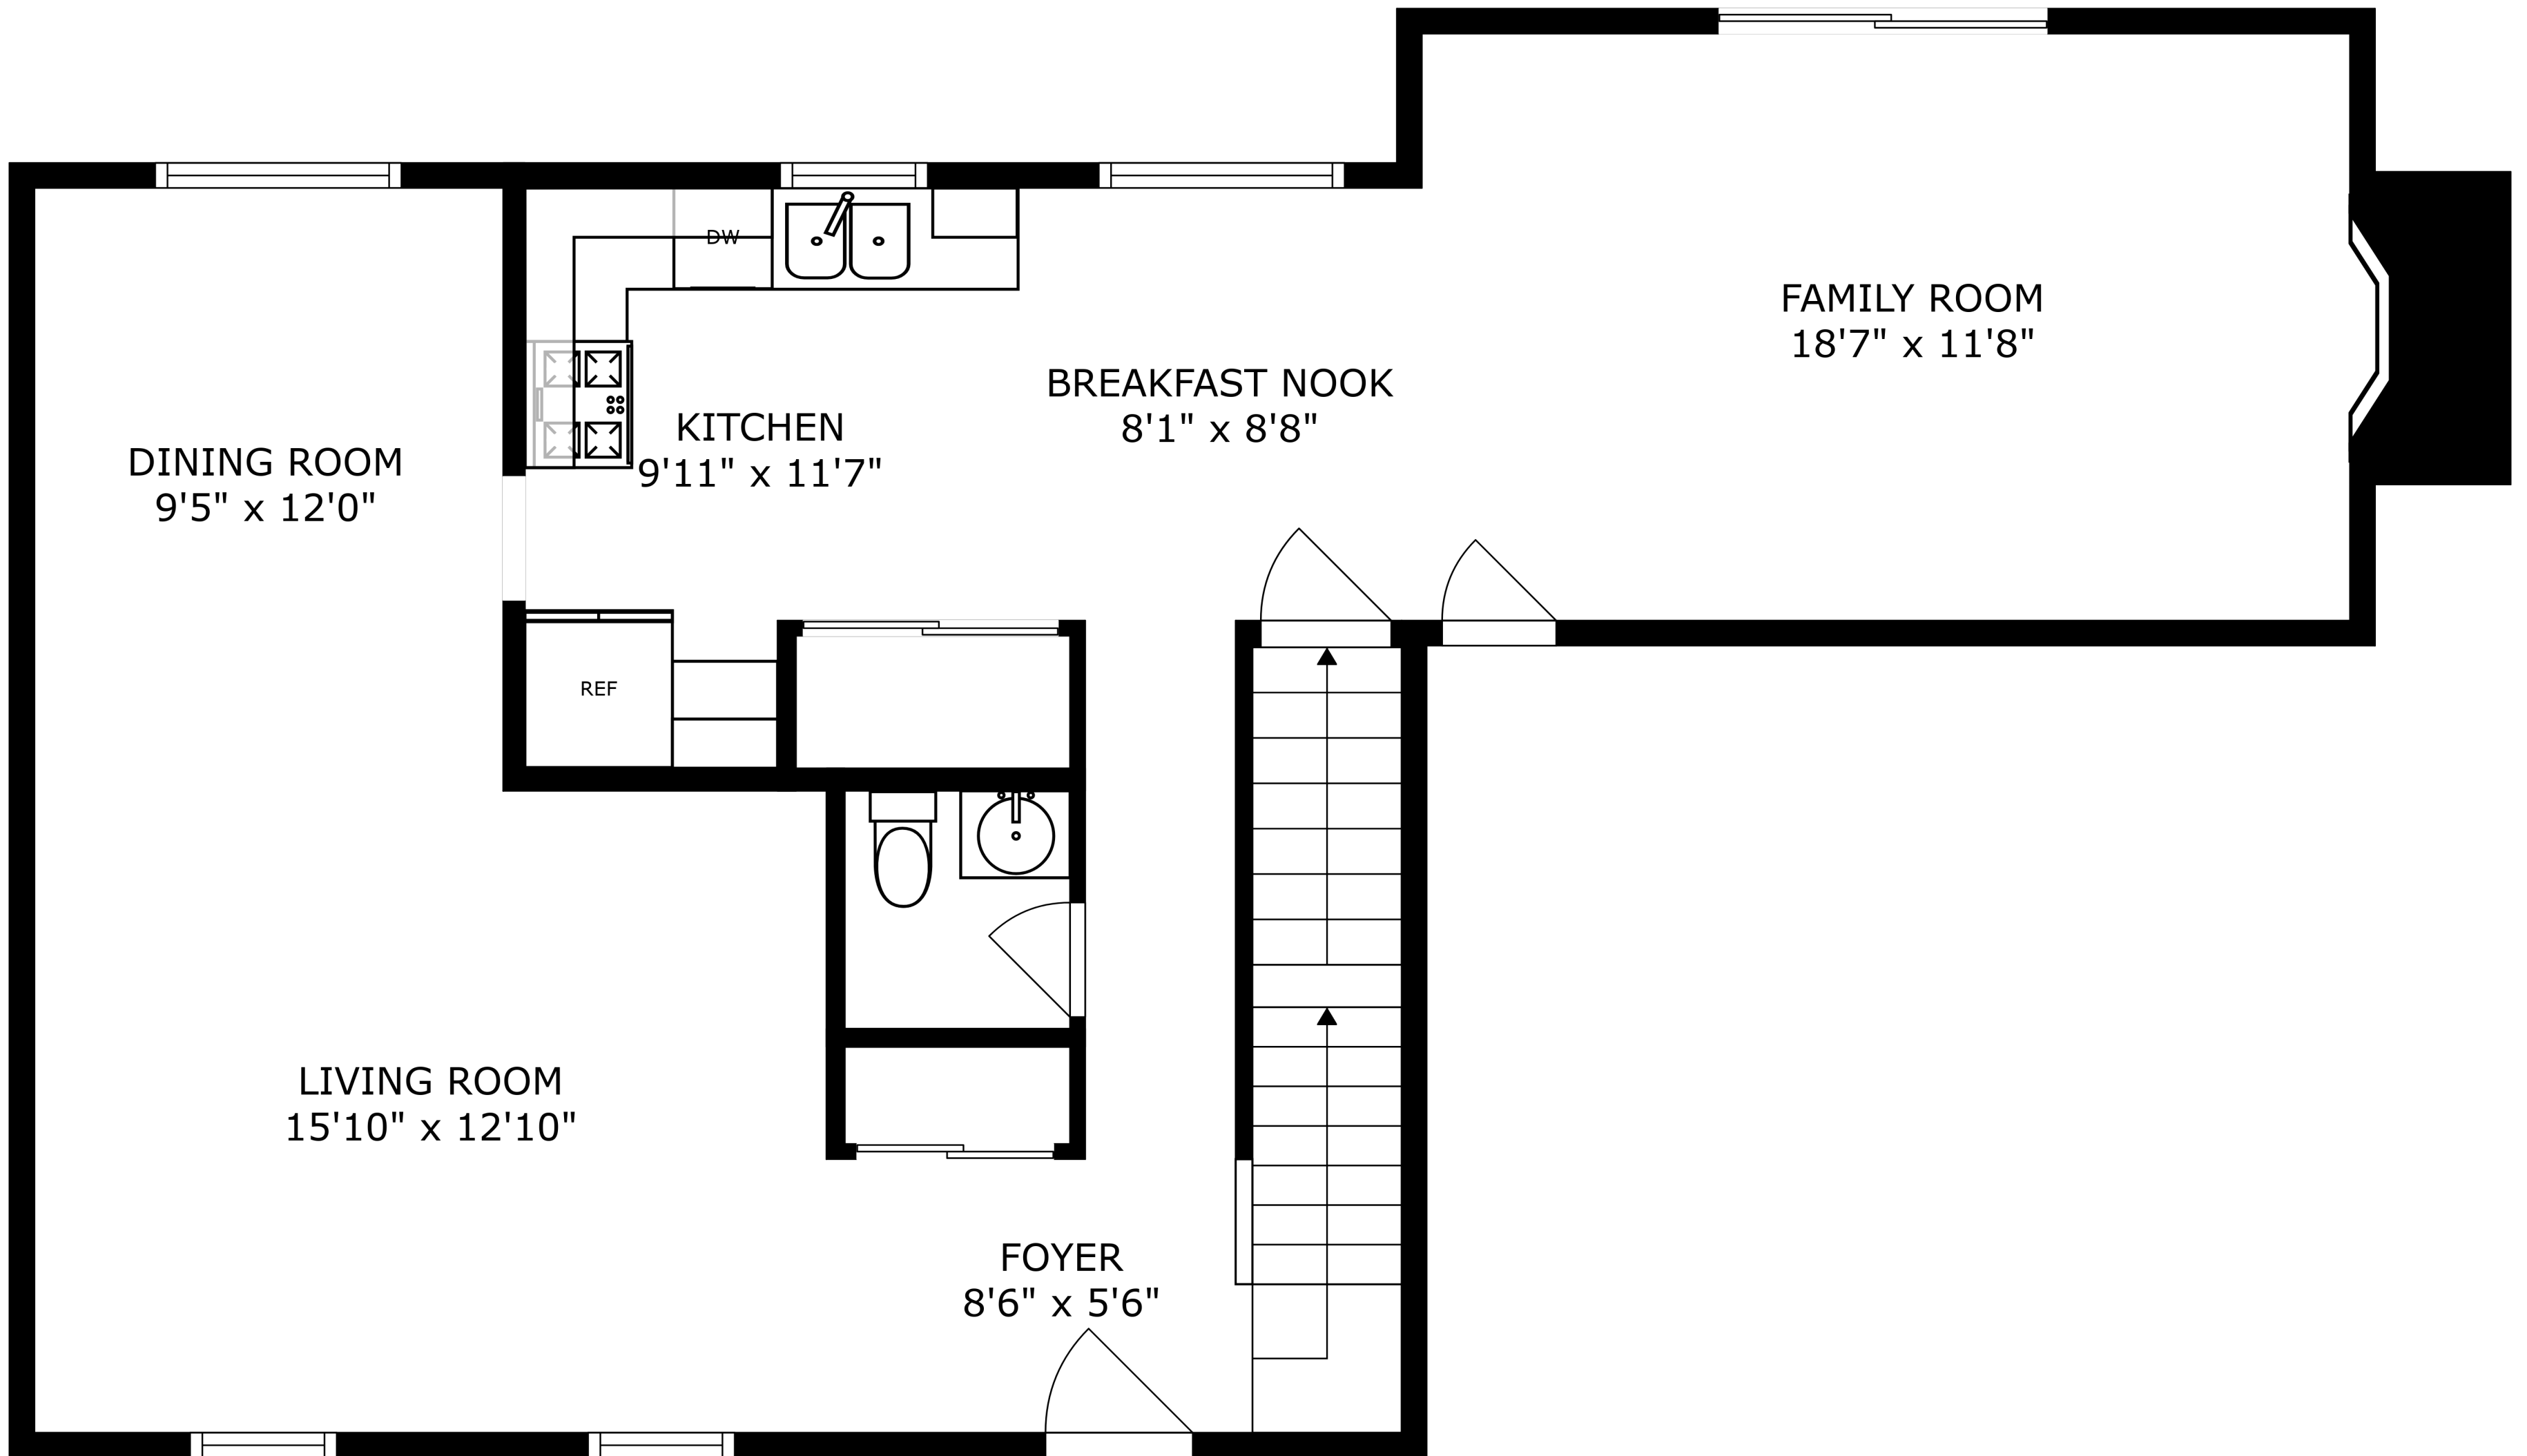 FAMILY ROOM
18'7" x 11'8"
DW
BREAKFAST NOOK
8'1" x 8'8"
KITCHEN
9'11" x 11'7"
DINING ROOM
9'5" x 12'0"
REF
LIVING ROOM
15'10" x 12'10"
FOYER
8'6" x 5'6"